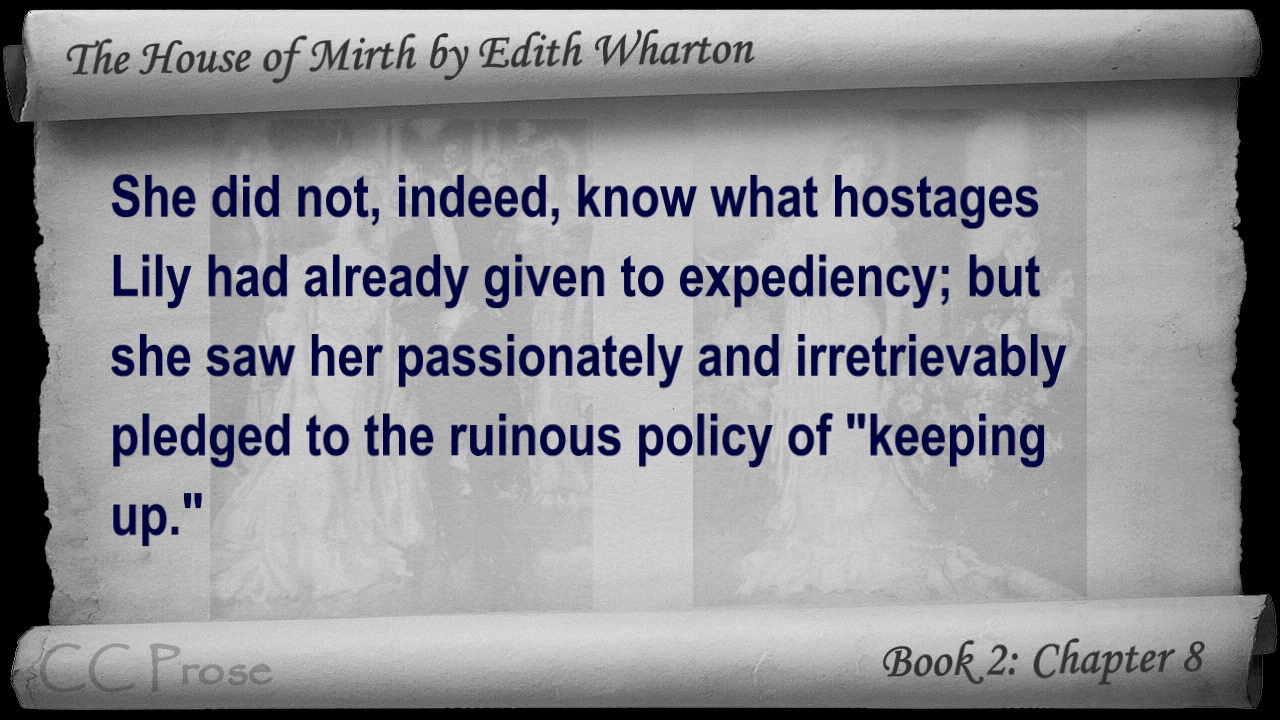 The House of Mirth by Edith Wharton
She did not, indeed, know what hostages
Lily had already given to expediency; but
she saw her passionately and irretrievably
pledged to the ruinous policy of "keeping
up."
CC Prose
Book 2: Chapter 8